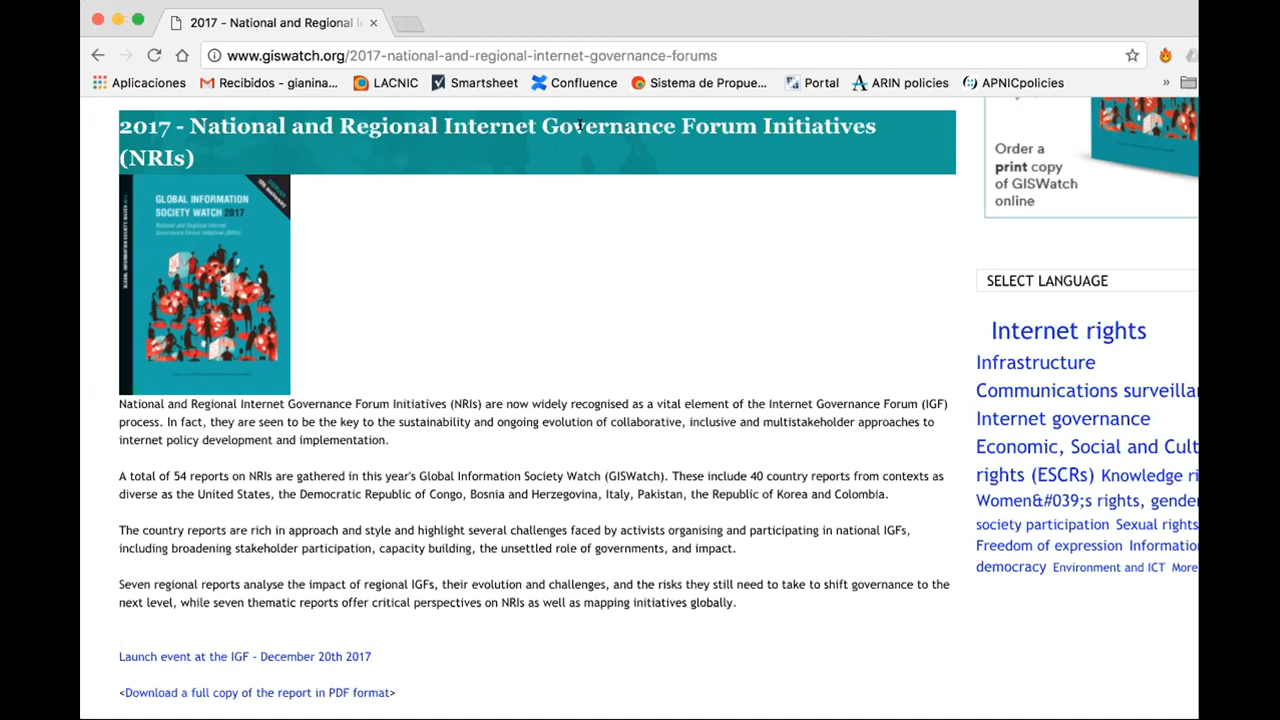 2017 - National and Regional I
www.giswatch.org/2017-national-and-regional-internet-governance-forums
Aplicaciones Recibidos - gianina... LACNIC Smartsheet Confluence Sistema de Propue... Portal ARIN policies APNICpolicies »
2017 - National and Regional Internet Governance Forum Initiatives
(NRIs)
GLOBAL INFORMATION
SOCIETY WATCH 2017
National and Regional Internet
Governance Forum Initiatives (NRIs)
National and Regional Internet Governance Forum Initiatives (NRIs) are now widely recognised as a vital element of the Internet Governance Forum (IGF)
process. In fact, they are seen to be the key to the sustainability and ongoing evolution of collaborative, inclusive and multistakeholder approaches to
internet policy development and implementation.
A total of 54 reports on NRIs are gathered in this year's Global Information Society Watch (GISWatch). These include 40 country reports from contexts as
diverse as the United States, the Democratic Republic of Congo, Bosnia and Herzegovina, Italy, Pakistan, the Republic of Korea and Colombia.
The country reports are rich in approach and style and highlight several challenges faced by activists organising and participating in national IGFs,
including broadening stakeholder participation, capacity building, the unsettled role of governments, and impact.
Seven regional reports analyse the impact of regional IGFs, their evolution and challenges, and the risks they still need to take to shift governance to the
next level, while seven thematic reports offer critical perspectives on NRIs as well as mapping initiatives globally.
Launch event at the IGF - December 20th 2017
<Download a full copy of the report in PDF format>
Order a
print copy
of GISWatch
online
SELECT LANGUAGE
Internet rights
Infrastructure
Communications surveilla
Internet governance
Economic, Social and Cult
rights (ESCRs) Knowledge ri
Women&#039;s rights, gender
society participation Sexual rights
Freedom of expression Informatio
democracy Environment and ICT More